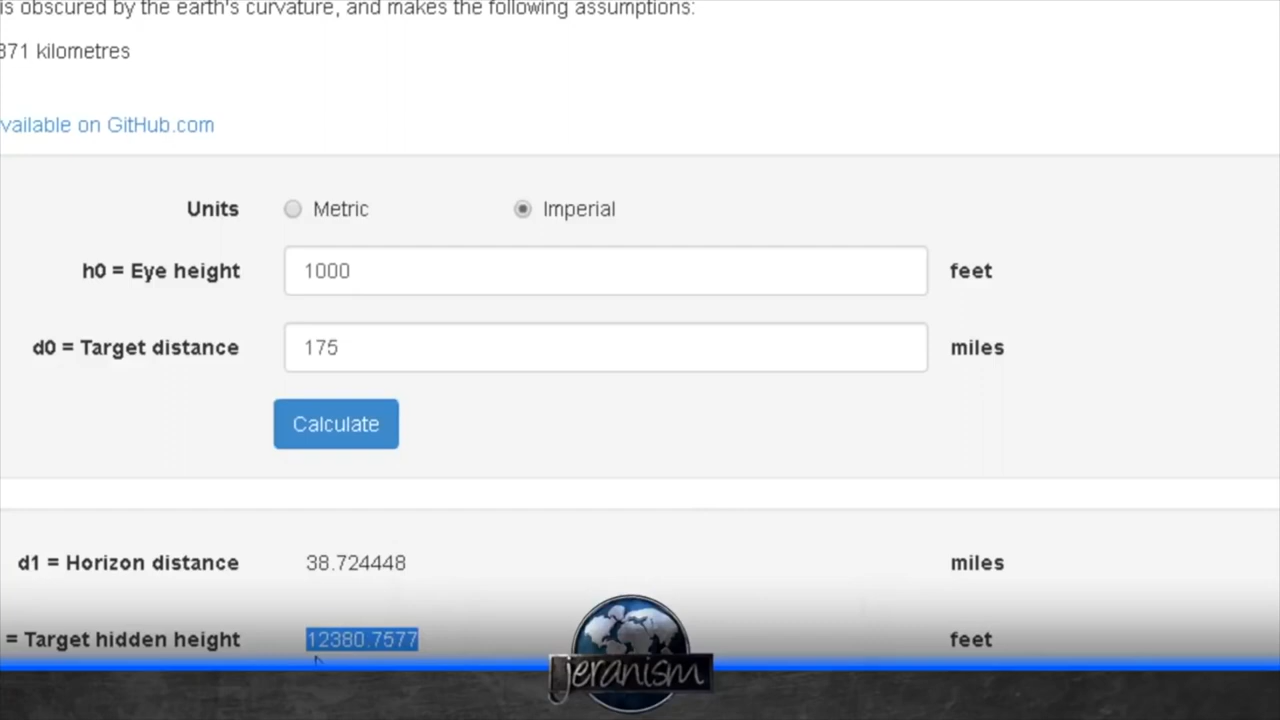 is obscured by the earth's curvature, and makes the following assumptions:
371 kilometres
vailable on GitHub.com
Units Metric Imperial
h0 = Eye height 1000 feet
d0 = Target distance 175 miles
Calculate
d1 = Horizon distance 38.724448 miles
= Target hidden height 12380.7577 feet
jeranism